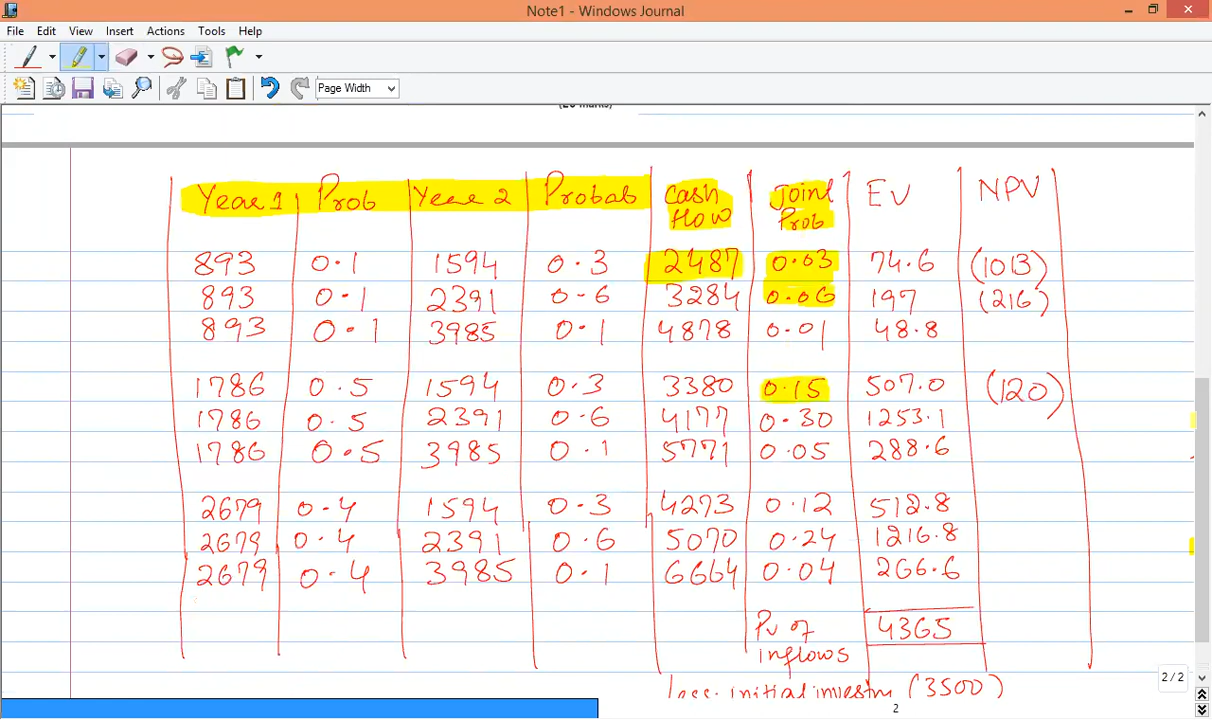 Note1 - Windows Journal
File Edit View Insert Actions Tools Help
Page Width
Year 1 Prob Year 2 Probab Cash flow Joint Prob EV NPV
893 0.1 1594 0.3 2487 0.03 74.6 (1013)
893 0.1 2391 0.6 3284 0.06 197 (216)
893 0.1 3985 0.1 4878 0.01 48.8
1786 0.5 1594 0.3 3380 0.15 507.0 (120)
1786 0.5 2391 0.6 4177 0.30 1253.1
1786 0.5 3985 0.1 5771 0.05 288.6
2679 0.4 1594 0.3 4273 0.12 512.8
2679 0.4 2391 0.6 5070 0.24 1216.8
2679 0.4 3985 0.1 6664 0.04 266.6
Pv of inflows 4365
less. initial investm (3500)
2/2
2